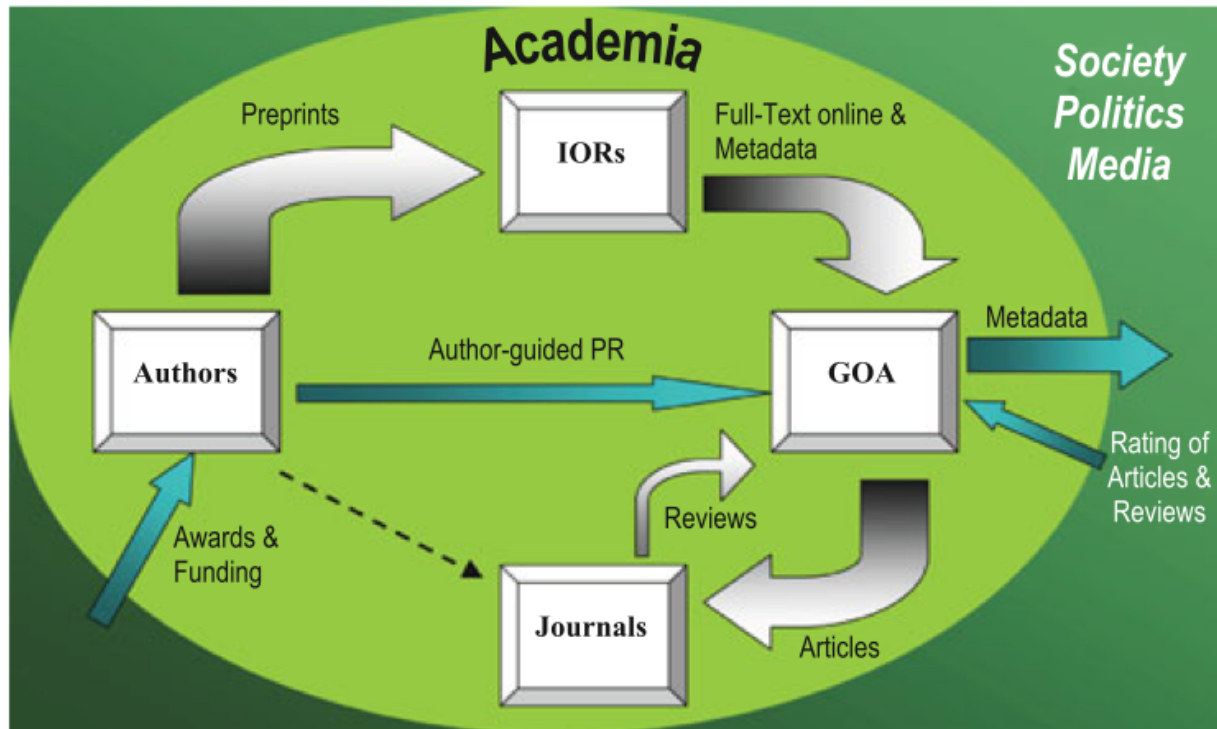 Academia
Society
Politics
Media
Preprints
IORs
Full-Text online &
Metadata
Authors
Author-guided PR
GOA
Metadata
Rating of
Articles &
Reviews
Reviews
Awards &
Funding
Journals
Articles